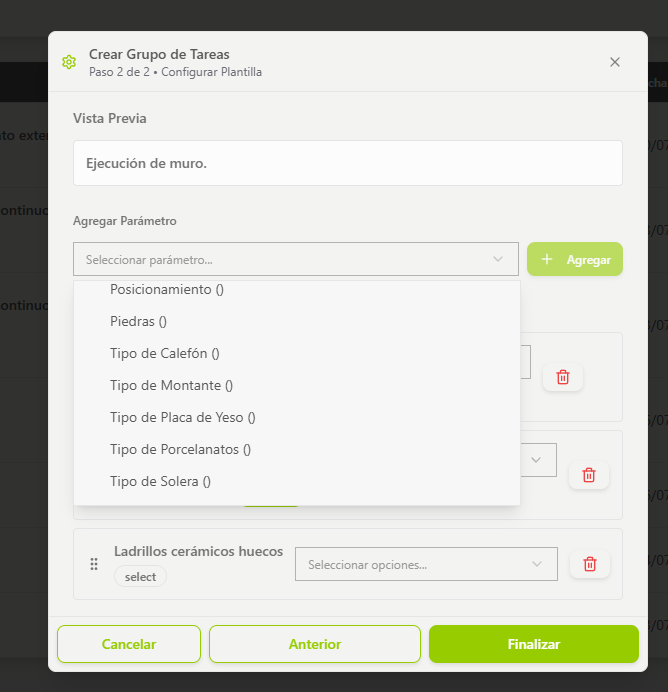 Crear Grupo de Tareas
Paso 2 de 2 • Configurar Plantilla
cha
Vista Previa
Ejecución de muro.
Agregar Parámetro
Seleccionar parámetro...
Agregar
Posicionamiento ()
Piedras ()
Tipo de Calefón ()
Tipo de Montante ()
Tipo de Placa de Yeso ()
Tipo de Porcelanatos ()
Tipo de Solera ()
Ladrillos cerámicos huecos
select
Seleccionar opciones...
Cancelar
Anterior
Finalizar